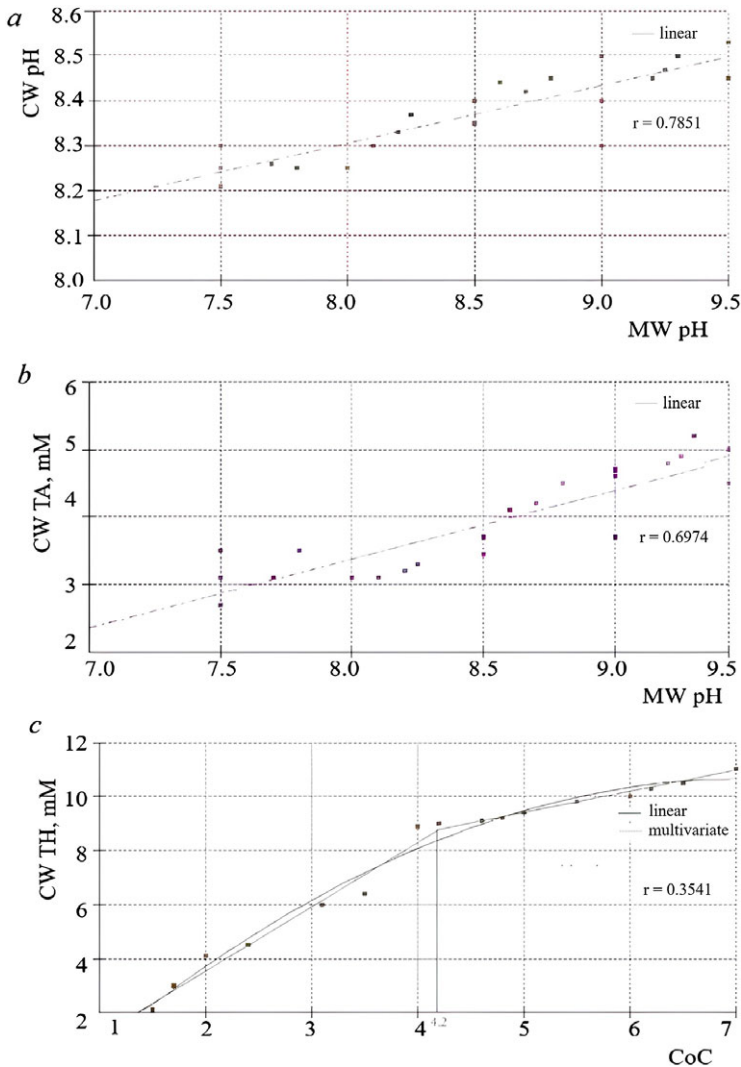 a
8.6
linear
8.5
CW pH
8.4
r = 0.7851
8.3
8.2
8.1
8.0
7.0 7.5 8.0 8.5 9.0 9.5
MW pH
b
6
linear
5
CW TA, mM
4
r = 0.6974
3
2
7.0 7.5 8.0 8.5 9.0 9.5
MW pH
c
12
10
linear
multivariate
CW TH, mM
8
r = 0.3541
6
4
2
1 2 3 4 4.2 5 6 7
CoC